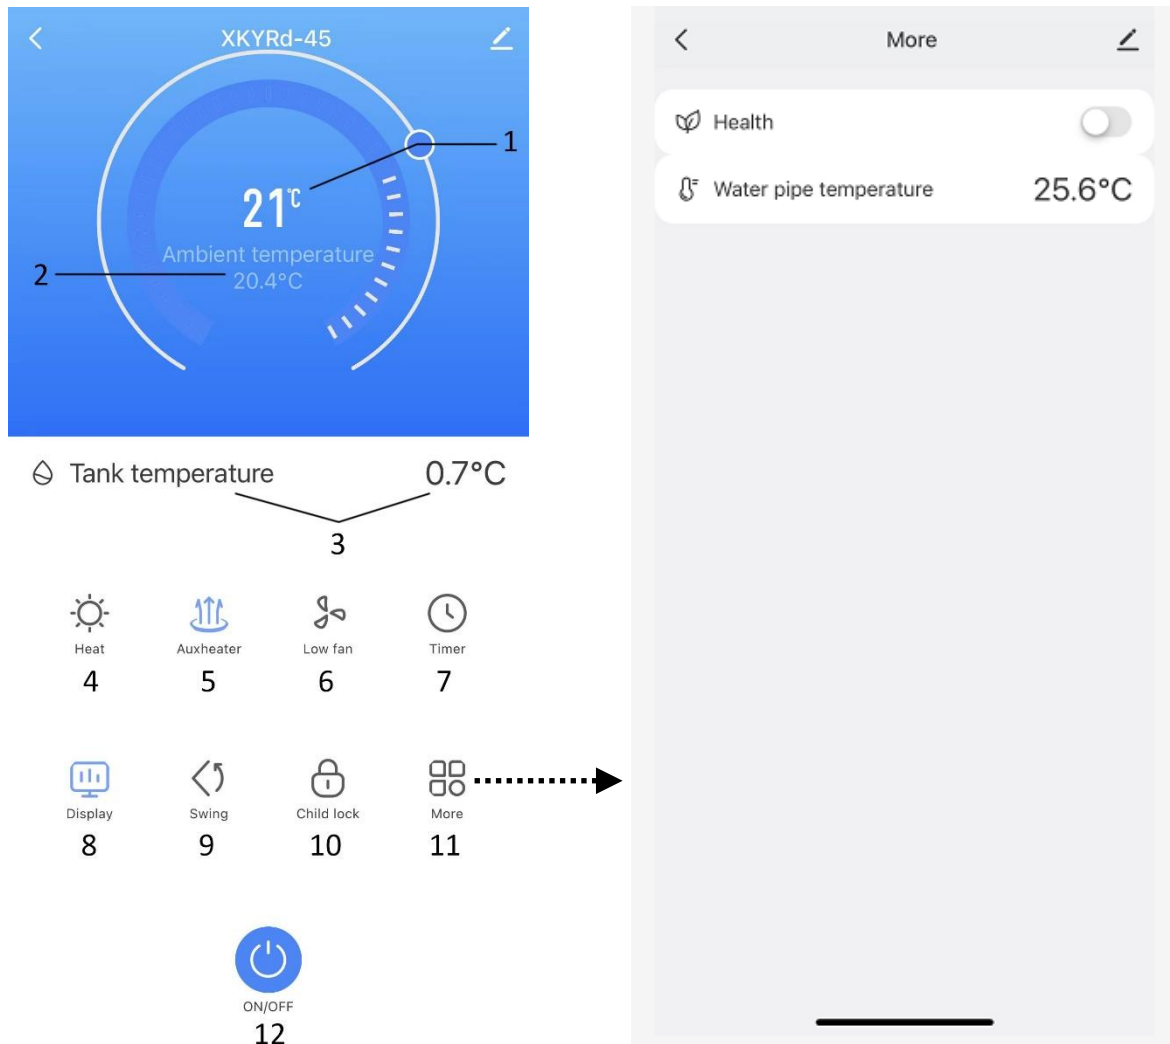 XKYRd-45
1
21°C
Ambient temperature
2
20.4°C
Tank temperature 0.7°C
3
Heat Auxheater Low fan Timer
4 5 6 7
Display Swing Child lock More
8 9 10 11
ON/OFF
12
More
Health
Water pipe temperature 25.6°C